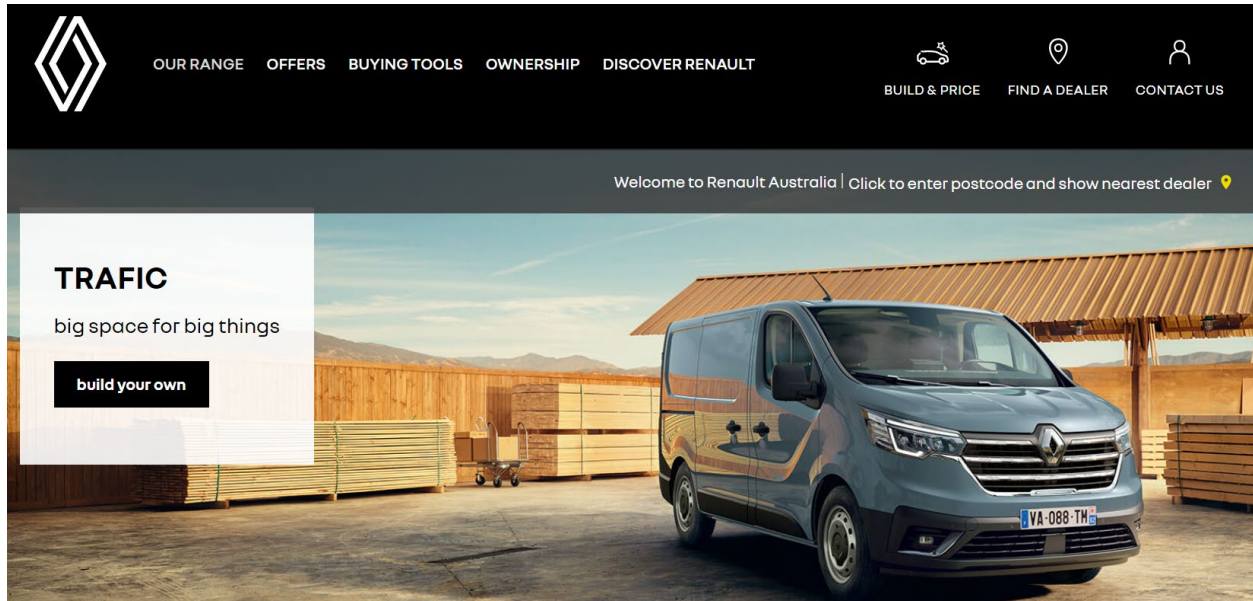 OUR RANGE OFFERS BUYING TOOLS OWNERSHIP DISCOVER RENAULT
BUILD & PRICE FIND A DEALER CONTACT US
Welcome to Renault Australia | Click to enter postcode and show nearest dealer
TRAFIC
big space for big things
build your own
VA-088-TM